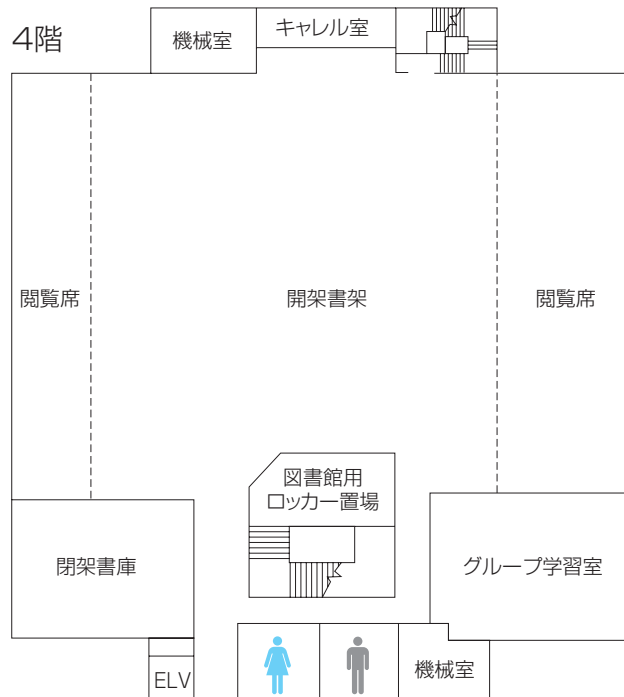 4階
機械室
キャレル室
閲覧席
開架書架
閲覧席
図書館用
ロッカー置場
閉架書庫
グループ学習室
ELV
機械室